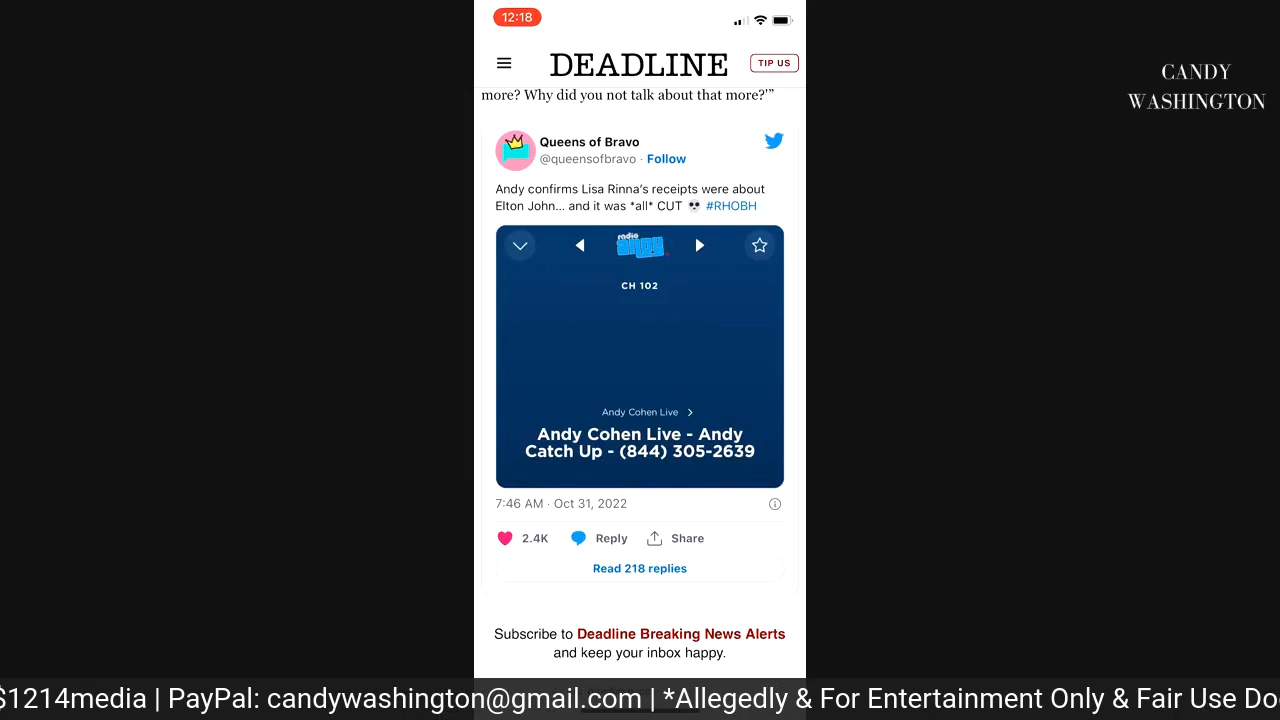 12:18
DEADLINE
TIP US
CANDY
WASHINGTON
more? Why did you not talk about that more?'”
Queens of Bravo
@queensofbravo · Follow
Andy confirms Lisa Rinna’s receipts were about
Elton John... and it was *all* CUT 💀 #RHOBH
radio
andy
CH 102
Andy Cohen Live
Andy Cohen Live - Andy
Catch Up - (844) 305-2639
7:46 AM · Oct 31, 2022
2.4K Reply Share
Read 218 replies
Subscribe to Deadline Breaking News Alerts
and keep your inbox happy.
$1214media | PayPal: candywashington@gmail.com | *Allegedly & For Entertainment Only & Fair Use Do